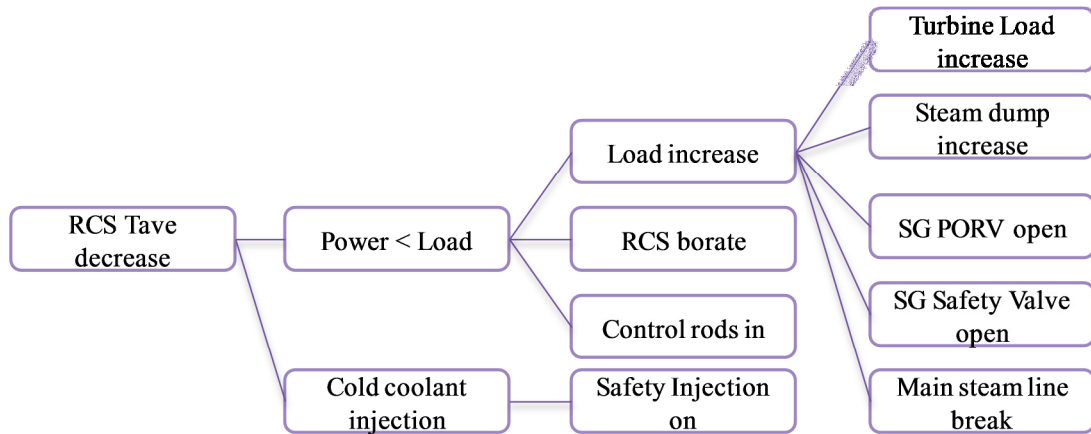 RCS Tave
decrease
Power < Load
Cold coolant
injection
Load increase
RCS borate
Control rods in
Safety Injection
on
Turbine Load
increase
Steam dump
increase
SG PORV open
SG Safety Valve
open
Main steam line
break